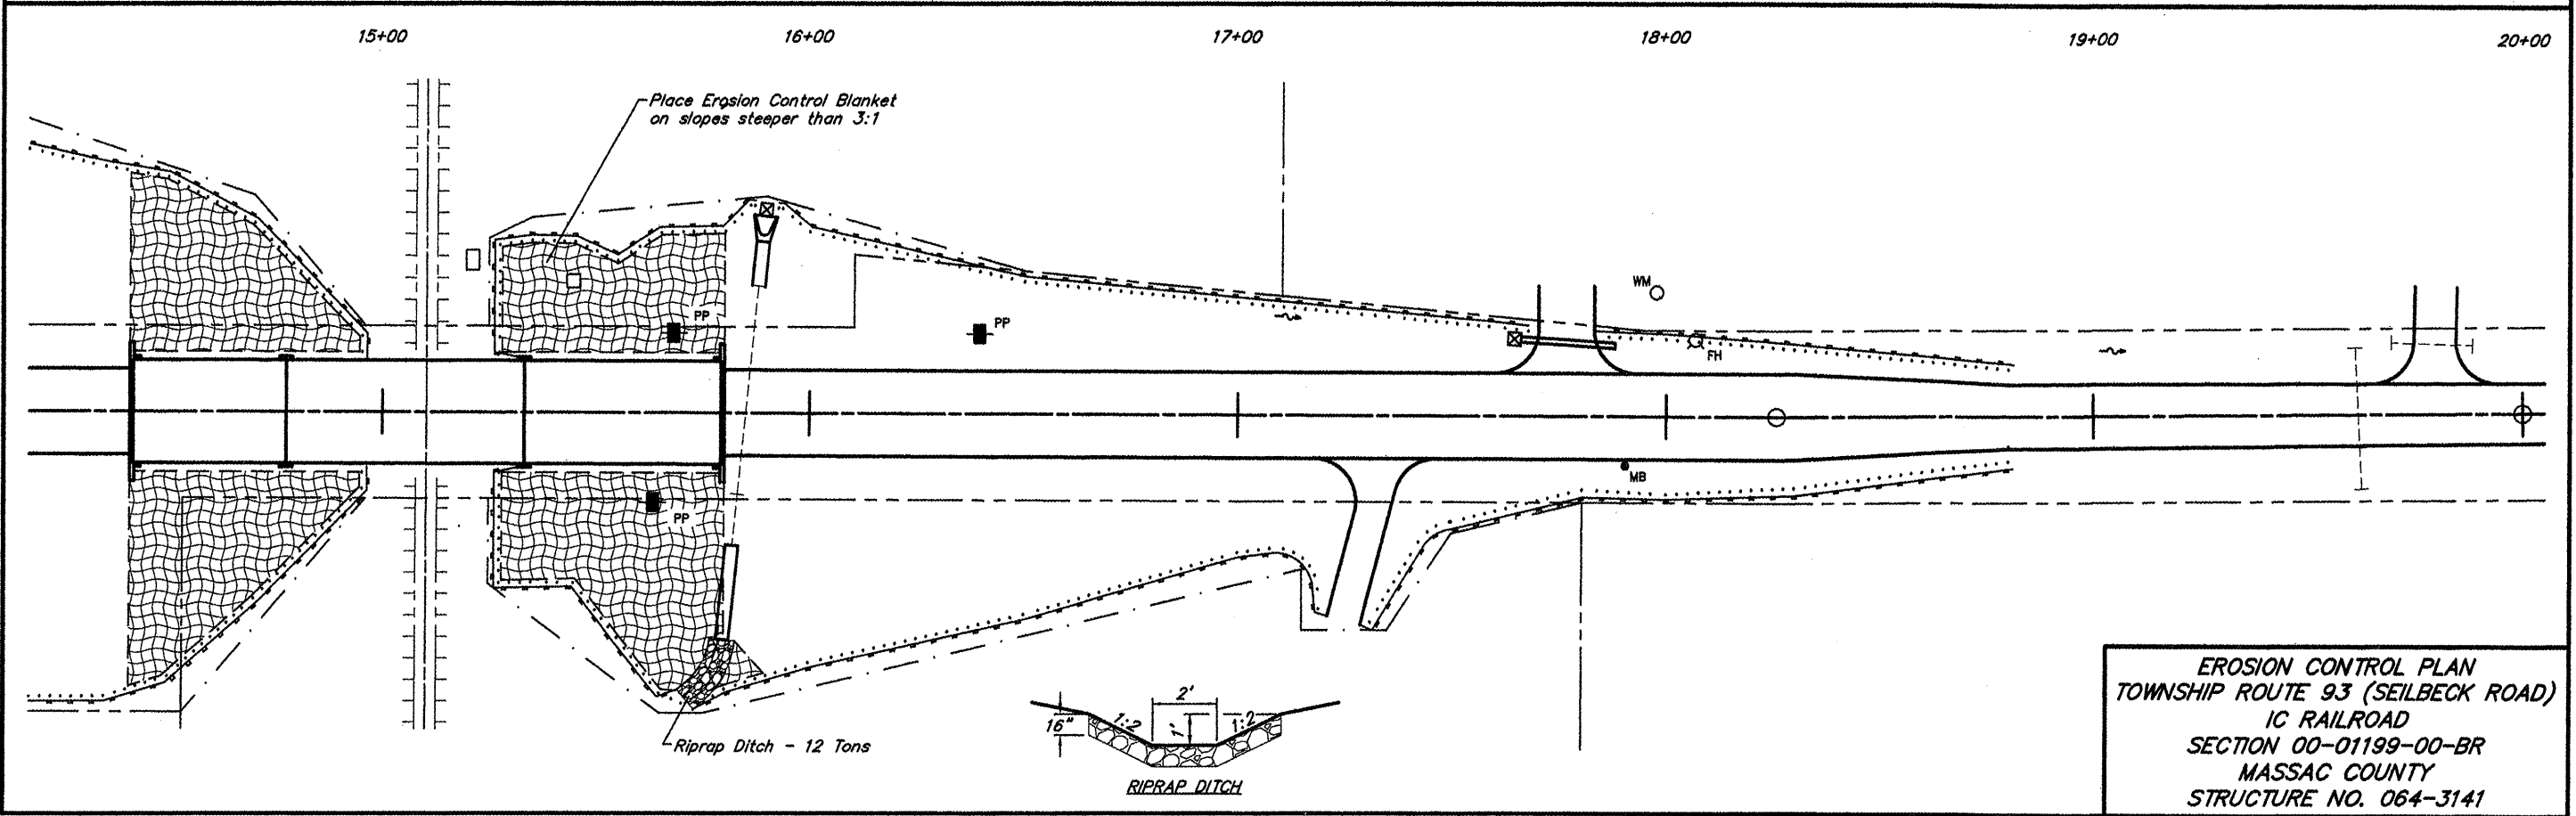 15+00
16+00
17+00
18+00
19+00
20+00
Place Erosion Control Blanket
on slopes steeper than 3:1
WM
PP
PP
FH
MB
PP
Riprap Ditch - 12 Tons
2'
16"
1:2
1'
1:2
RIPRAP DITCH
EROSION CONTROL PLAN
TOWNSHIP ROUTE 93 (SEILBECK ROAD)
IC RAILROAD
SECTION 00-01199-00-BR
MASSAC COUNTY
STRUCTURE NO. 064-3141